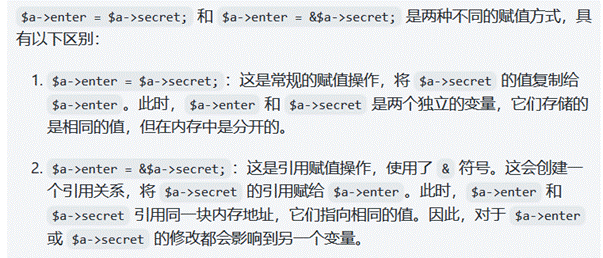 $a->enter = $a->secret; 和 $a->enter = &$a->secret; 是两种不同的赋值方式，具
有以下区别：
1. $a->enter = $a->secret; ：这是常规的赋值操作，将 $a->secret 的值复制给
$a->enter 。此时， $a->enter 和 $a->secret 是两个独立的变量，它们存储的
是相同的值，但在内存中是分开的。
2. $a->enter = &$a->secret; ：这是引用赋值操作，使用了 & 符号。这会创建一
个引用关系，将 $a->secret 的引用赋给 $a->enter 。此时， $a->enter 和
$a->secret 引用同一块内存地址，它们指向相同的值。因此，对于 $a->enter
或 $a->secret 的修改都会影响到另一个变量。